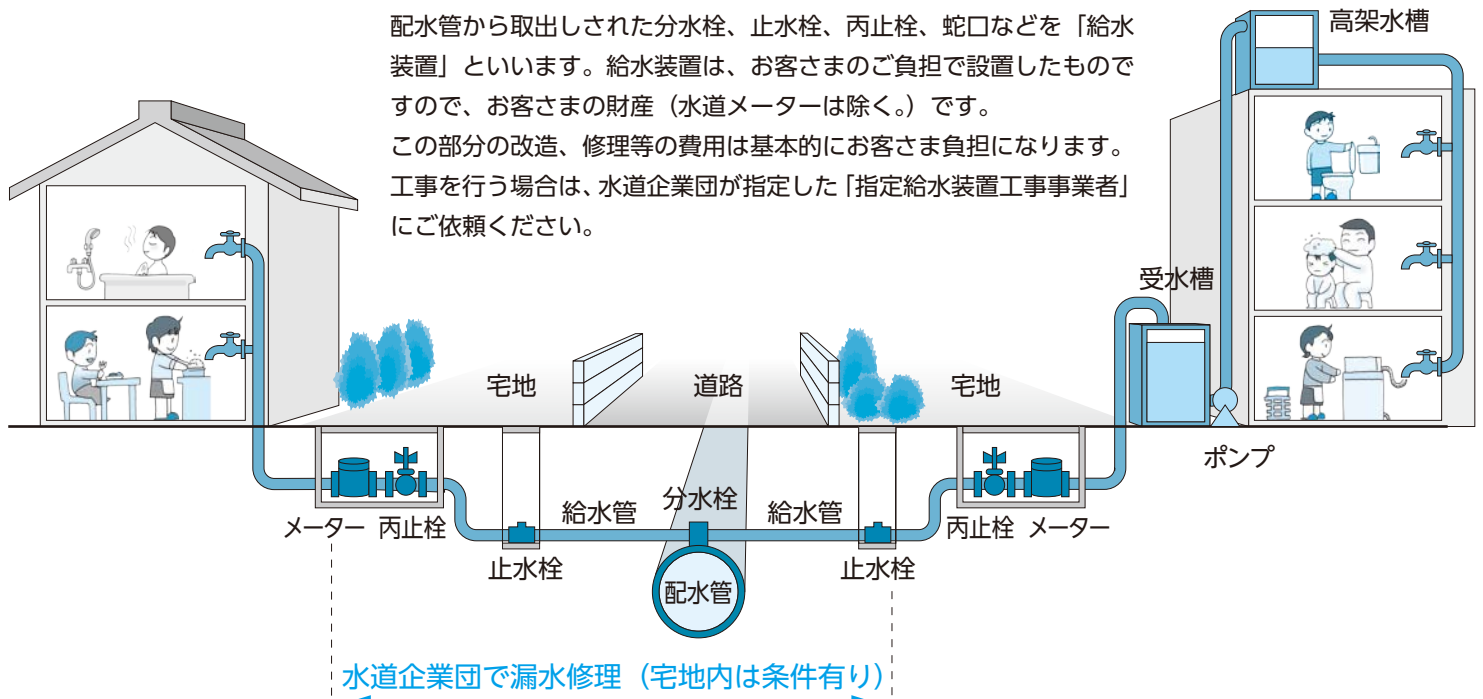 配水管から取出しされた分水栓、止水栓、丙止栓、蛇口などを「給水
装置」といいます。給水装置は、お客さまのご負担で設置したもので
すので、お客さまの財産（水道メーターは除く。）です。
この部分の改造、修理等の費用は基本的にお客さま負担になります。
工事を行う場合は、水道企業団が指定した「指定給水装置工事事業者」
にご依頼ください。
高架水槽
受水槽
宅地
道路
宅地
ポンプ
メーター
丙止栓
給水管
分水栓
給水管
丙止栓
メーター
止水栓
配水管
止水栓
水道企業団で漏水修理（宅地内は条件有り）